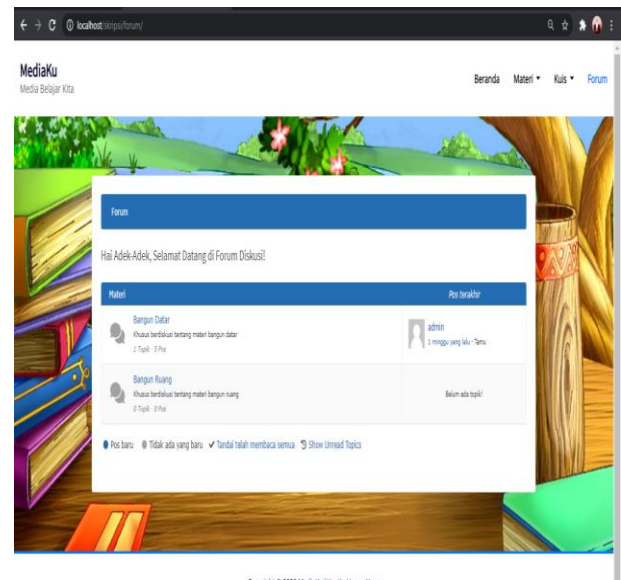 localhost/skripsi/forum/
MediaKu
Media Belajar Kita
Beranda Materi Kuis Forum
Forum
Hai Adek-Adek, Selamat Datang di Forum Diskusi!
Materi Pos terakhir
Bangun Datar
Khusus berdiskusi tentang materi bangun datar
1 Topik · 5 Pos
admin
1 minggu yang lalu · Tamu
Bangun Ruang
Khusus berdiskusi tentang materi bangun ruang
0 Topik · 0 Pos
Belum ada topik!
Pos baru Tidak ada yang baru Tandai telah membaca semua Show Unread Topics